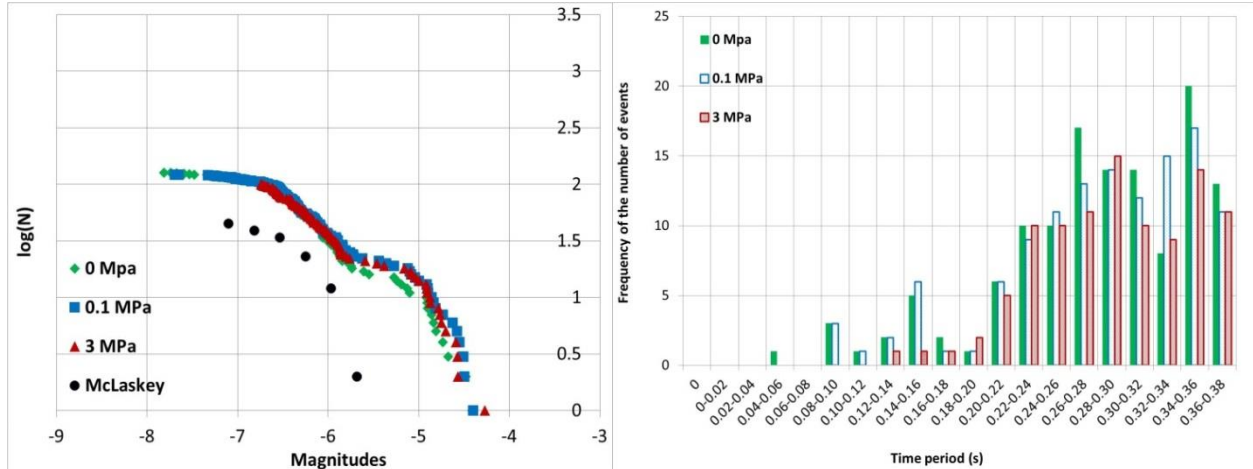 3.5
3
2.5
2
1.5
1
0.5
0
log(N)
0 Mpa
0.1 MPa
3 MPa
McLaskey
-9 -8 -7 -6 -5 -4 -3
Magnitudes
25
20
15
10
5
0
Frequency of the number of events
0 Mpa
0.1 MPa
3 MPa
0 0-0.02 0.02-0.04 0.04-0.06 0.06-0.08 0.08-0.10 0.10-0.12 0.12-0.14 0.14-0.16 0.16-0.18 0.18-0.20 0.20-0.22 0.22-0.24 0.24-0.26 0.26-0.28 0.28-0.30 0.30-0.32 0.32-0.34 0.34-0.36 0.36-0.38
Time period (s)